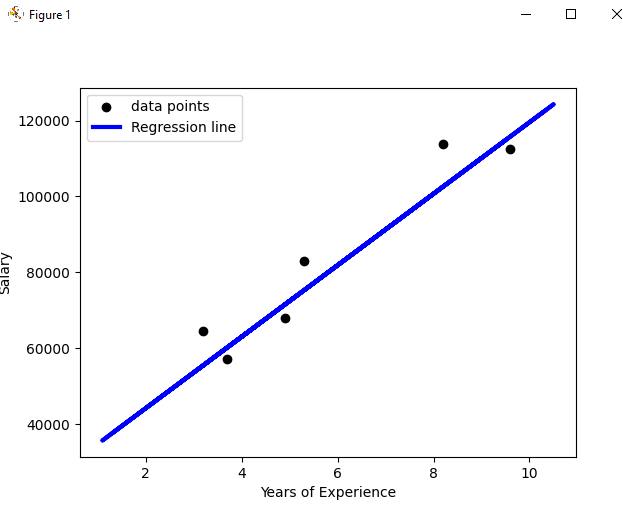 Figure 1
data points
Regression line
120000
100000
80000
60000
40000
Salary
2 4 6 8 10
Years of Experience